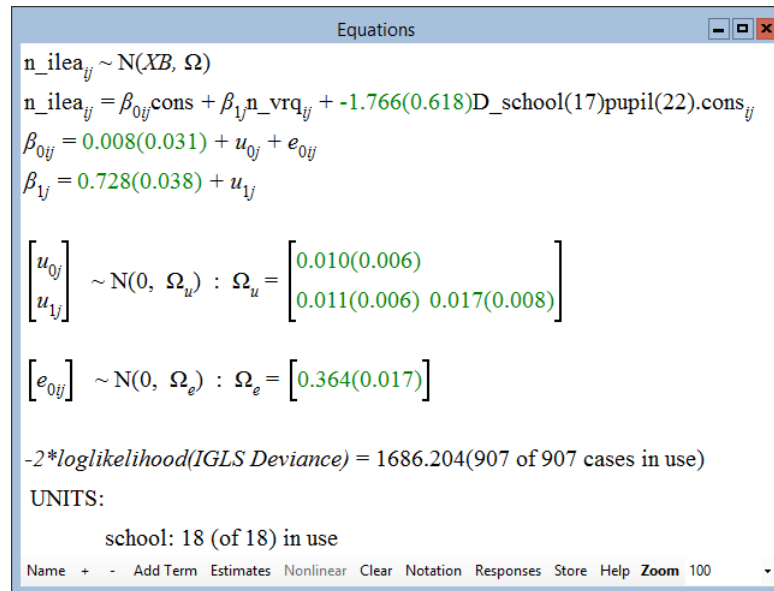 Equations
n_ilea_ij ~ N(XB, Ω)
n_ilea_ij = β_0ij cons + β_1j n_vrq_ij + -1.766(0.618)D_school(17)pupil(22).cons_ij
β_0ij = 0.008(0.031) + u_0j + e_0ij
β_1j = 0.728(0.038) + u_1j
[u_0j u_1j] ~ N(0, Ω_u) : Ω_u = [0.010(0.006)
0.011(0.006) 0.017(0.008)]
[e_0ij] ~ N(0, Ω_e) : Ω_e = [0.364(0.017)]
-2*loglikelihood(IGLS Deviance) = 1686.204(907 of 907 cases in use)
UNITS:
school: 18 (of 18) in use
Name + - Add Term Estimates Nonlinear Clear Notation Responses Store Help Zoom 100